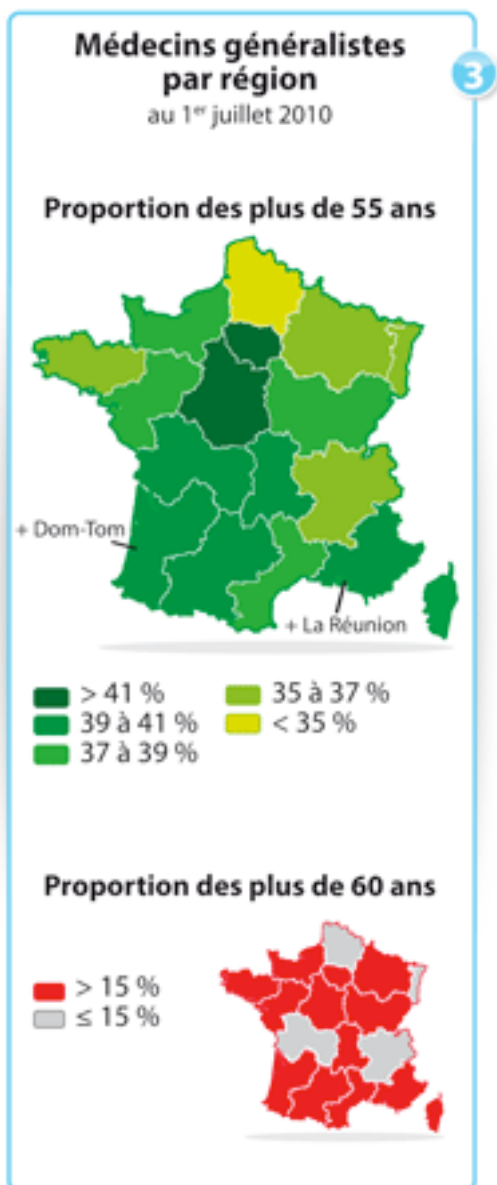 Médecins généralistes
par région
3
au 1er juillet 2010
Proportion des plus de 55 ans
+ Dom-Tom
+ La Réunion
> 41 %
39 à 41 %
37 à 39 %
35 à 37 %
< 35 %
Proportion des plus de 60 ans
> 15 %
≤ 15 %